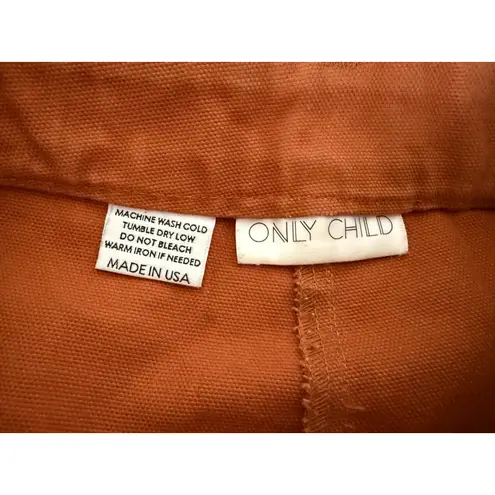 MACHINE WASH COLD
TUMBLE DRY LOW
DO NOT BLEACH
WARM IRON IF NEEDED
MADE IN USA
ONLY CHILD